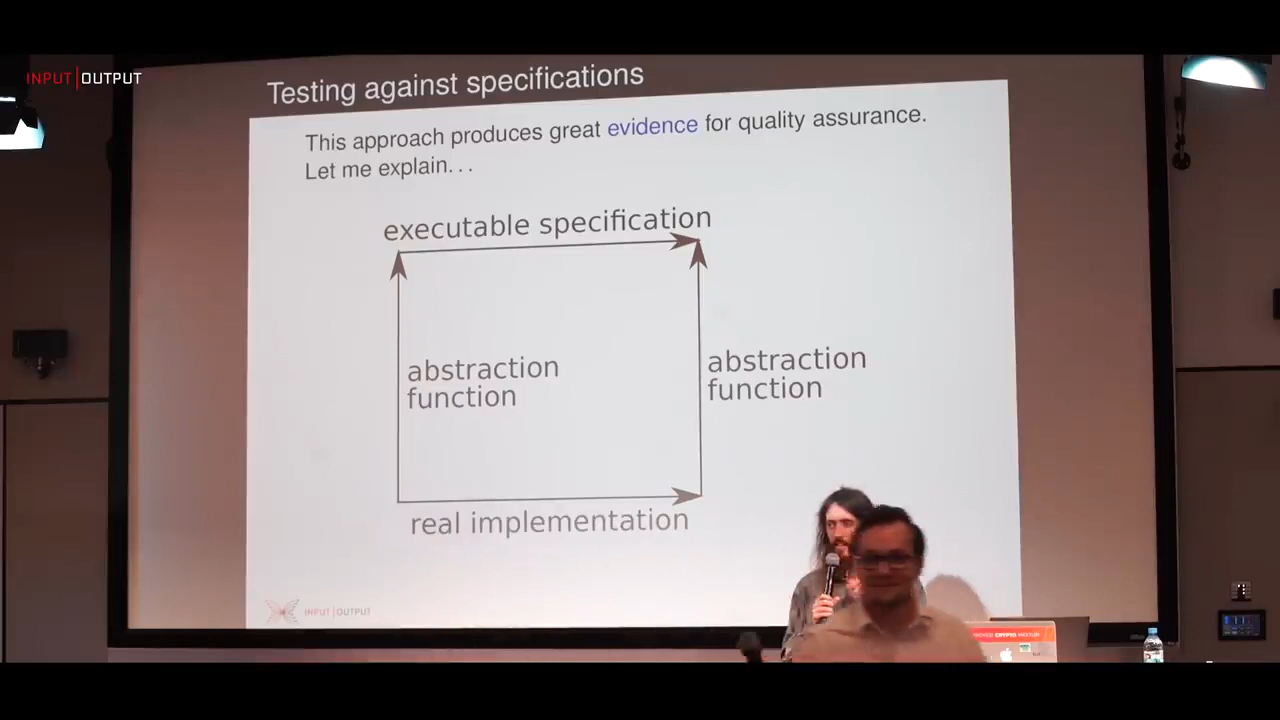 INPUT|OUTPUT
Testing against specifications
This approach produces great evidence for quality assurance.
Let me explain...
executable specification
abstraction
function
abstraction
function
real implementation
INPUT|OUTPUT
CRYPTO